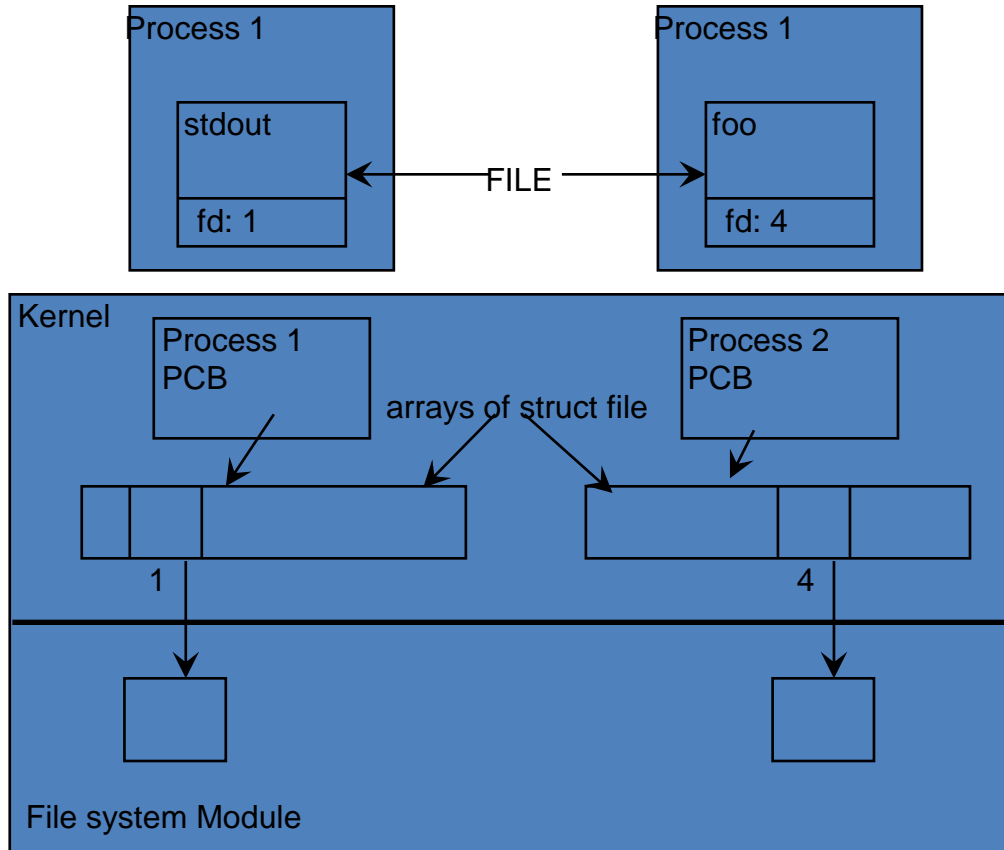 Process 1
Process 1
stdout
foo
FILE
fd: 1
fd: 4
Kernel
Process 1
PCB
Process 2
PCB
arrays of struct file
1
4
File system Module